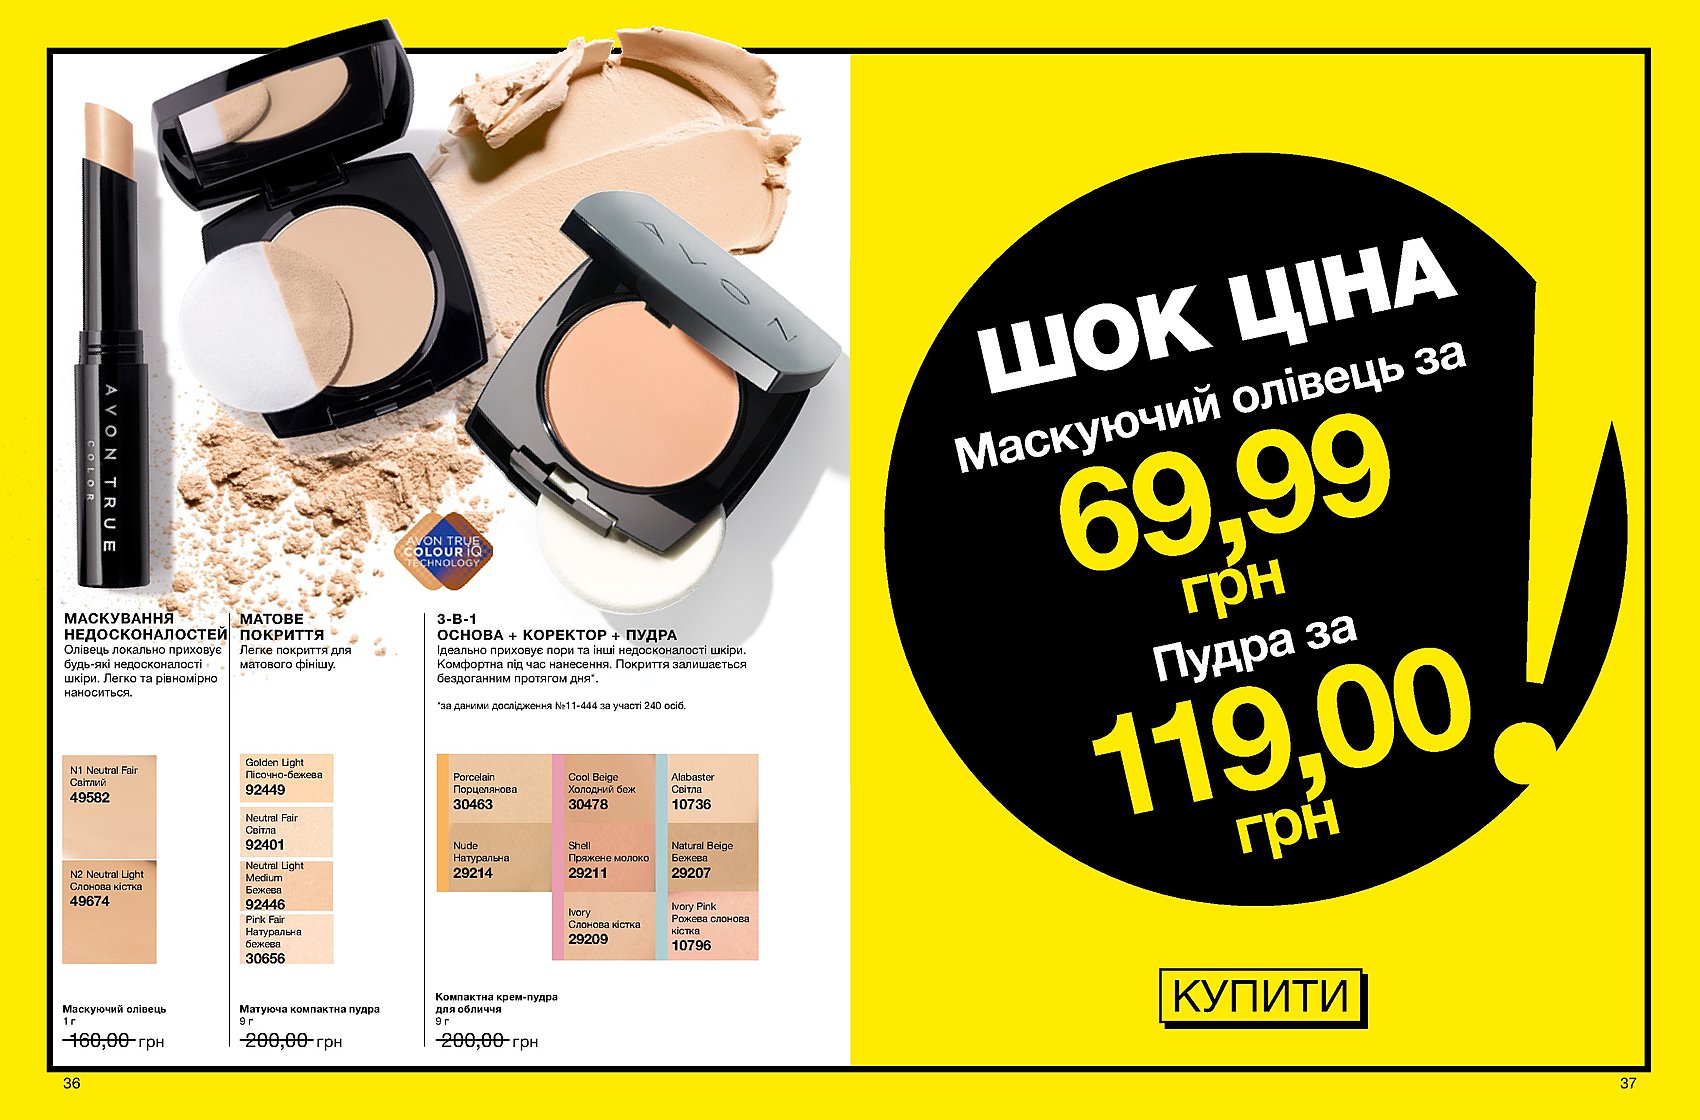 AVON TRUE
COLOR
AVON
AVON TRUE
COLOUR iQ
TECHNOLOGY
МАСКУВАННЯ
НЕДОСКОНАЛОСТЕЙ
Олівець локально приховує
будь-які недосконалості
шкіри. Легко та рівномірно
наноситься.
N1 Neutral Fair
Світлий
49582
N2 Neutral Light
Слонова кістка
49674
Маскуючий олівець
1 г
160,00 грн
МАТОВЕ
ПОКРИТТЯ
Легке покриття для
матового фінішу.
Golden Light
Пісочно-бежева
92449
Neutral Fair
Світла
92401
Neutral Light
Medium
Бежева
92446
Pink Fair
Натуральна
бежева
30656
Матуюча компактна пудра
9 г
200,00 грн
3-В-1
ОСНОВА + КОРЕКТОР + ПУДРА
Ідеально приховує пори та інші недосконалості шкіри.
Комфортна під час нанесення. Покриття залишається
бездоганним протягом дня*.
*за даними дослідження №11-444 за участі 240 осіб.
Porcelain
Порцелянова
30463
Cool Beige
Холодний беж
30478
Alabaster
Світла
10736
Nude
Натуральна
29214
Shell
Пряжене молоко
29211
Natural Beige
Бежева
29207
Ivory
Слонова кістка
29209
Ivory Pink
Рожева слонова
кістка
10796
Компактна крем-пудра
для обличчя
9 г
200,00 грн
36
ШОК ЦІНА
Маскуючий олівець за
69,99
грн
Пудра за
119,00
грн
!
КУПИТИ
37